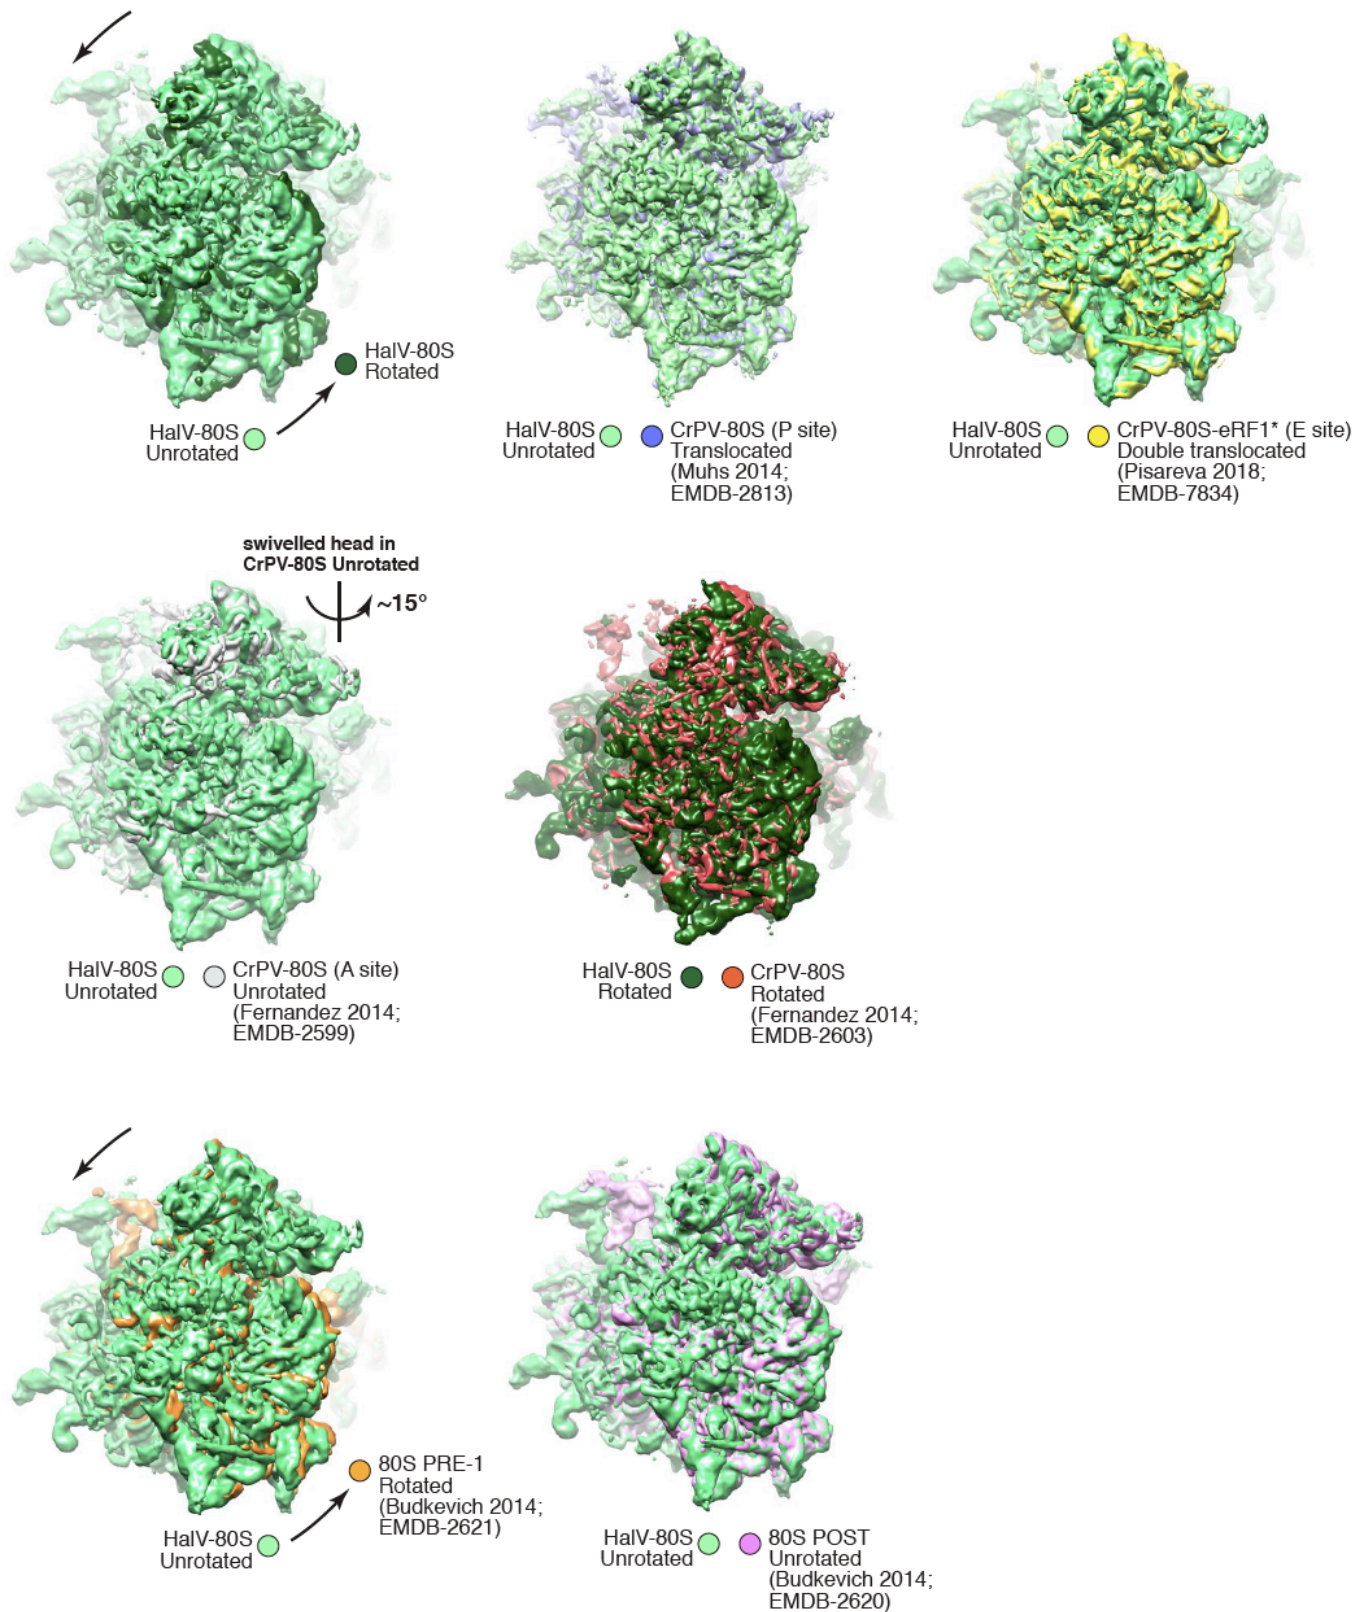 HalV-80S
Rotated
HalV-80S
Unrotated
HalV-80S
Unrotated
CrPV-80S (P site)
Translocated
(Muhs 2014;
EMDB-2813)
HalV-80S
Unrotated
CrPV-80S-eRF1* (E site)
Double translocated
(Pisareva 2018;
EMDB-7834)
swivelled head in
CrPV-80S Unrotated
~15°
HalV-80S
Unrotated
CrPV-80S (A site)
Unrotated
(Fernandez 2014;
EMDB-2599)
HalV-80S
Rotated
CrPV-80S
Rotated
(Fernandez 2014;
EMDB-2603)
80S PRE-1
Rotated
(Budkevich 2014;
EMDB-2621)
HalV-80S
Unrotated
HalV-80S
Unrotated
80S POST
Unrotated
(Budkevich 2014;
EMDB-2620)